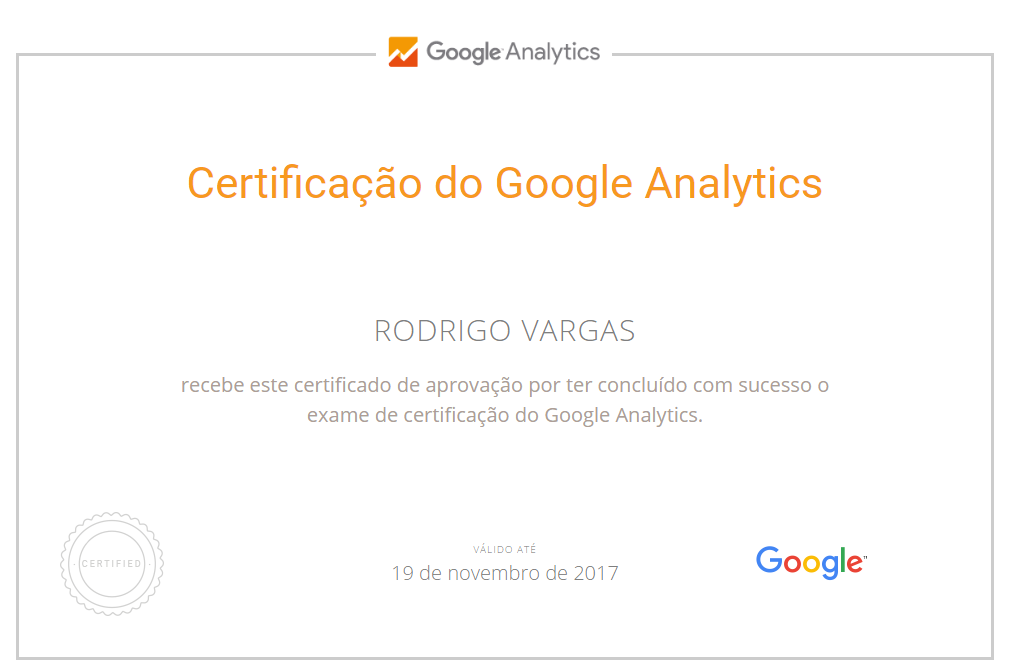 Google Analytics
Certificação do Google Analytics
RODRIGO VARGAS
recebe este certificado de aprovação por ter concluído com sucesso o
exame de certificação do Google Analytics.
· CERTIFIED ·
VÁLIDO ATÉ
19 de novembro de 2017
Google™